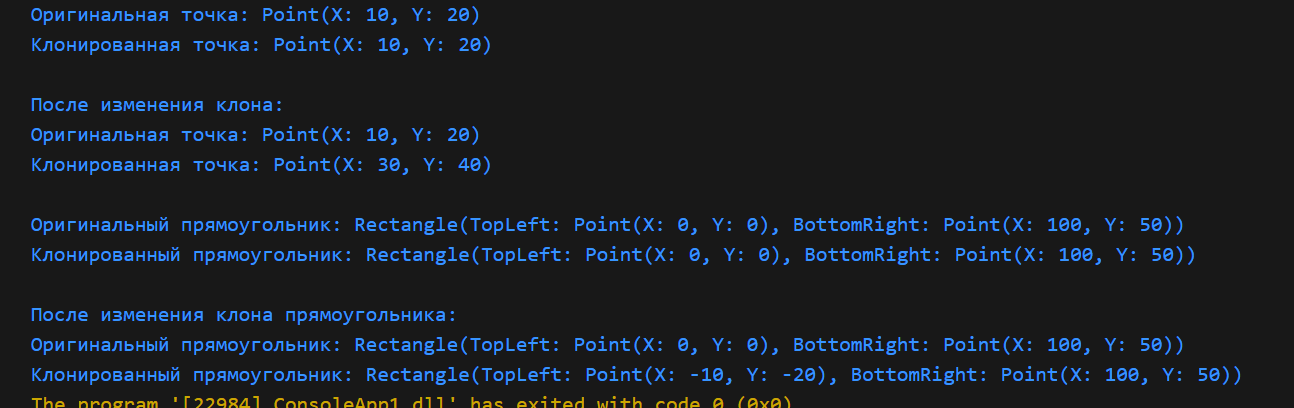 Оригинальная точка: Point(X: 10, Y: 20)
Клонированная точка: Point(X: 10, Y: 20)
После изменения клона:
Оригинальная точка: Point(X: 10, Y: 20)
Клонированная точка: Point(X: 30, Y: 40)
Оригинальный прямоугольник: Rectangle(TopLeft: Point(X: 0, Y: 0), BottomRight: Point(X: 100, Y: 50))
Клонированный прямоугольник: Rectangle(TopLeft: Point(X: 0, Y: 0), BottomRight: Point(X: 100, Y: 50))
После изменения клона прямоугольника:
Оригинальный прямоугольник: Rectangle(TopLeft: Point(X: 0, Y: 0), BottomRight: Point(X: 100, Y: 50))
Клонированный прямоугольник: Rectangle(TopLeft: Point(X: -10, Y: -20), BottomRight: Point(X: 100, Y: 50))
The program '[22984] ConsoleApp1.dll' has exited with code 0 (0x0)